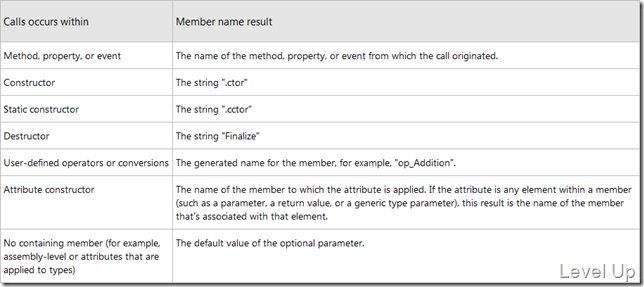 Calls occurs within Member name result
Method, property, or event The name of the method, property, or event from which the call originated.
Constructor The string ".ctor"
Static constructor The string ".cctor"
Destructor The string "Finalize"
User-defined operators or conversions The generated name for the member, for example, "op_Addition".
Attribute constructor The name of the member to which the attribute is applied. If the attribute is any element within a member
(such as a parameter, a return value, or a generic type parameter), this result is the name of the member
that's associated with that element.
No containing member (for example, The default value of the optional parameter.
assembly-level or attributes that are
applied to types)
Level Up